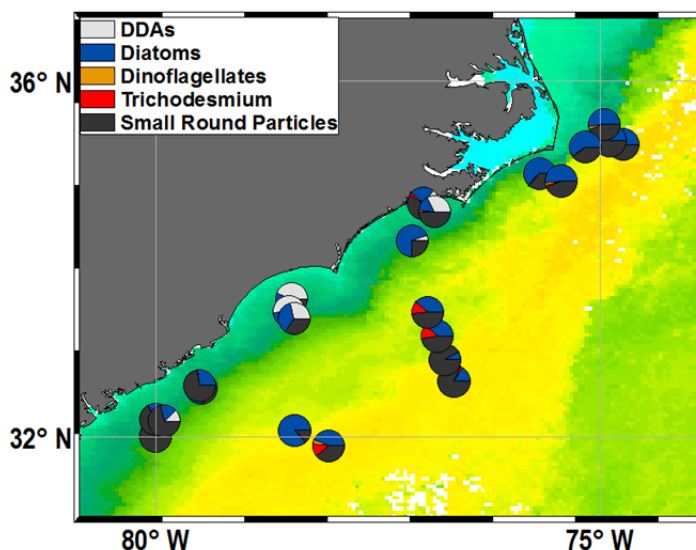 DDAs
Diatoms
Dinoflagellates
Trichodesmium
Small Round Particles
36° N
32° N
80° W
75° W